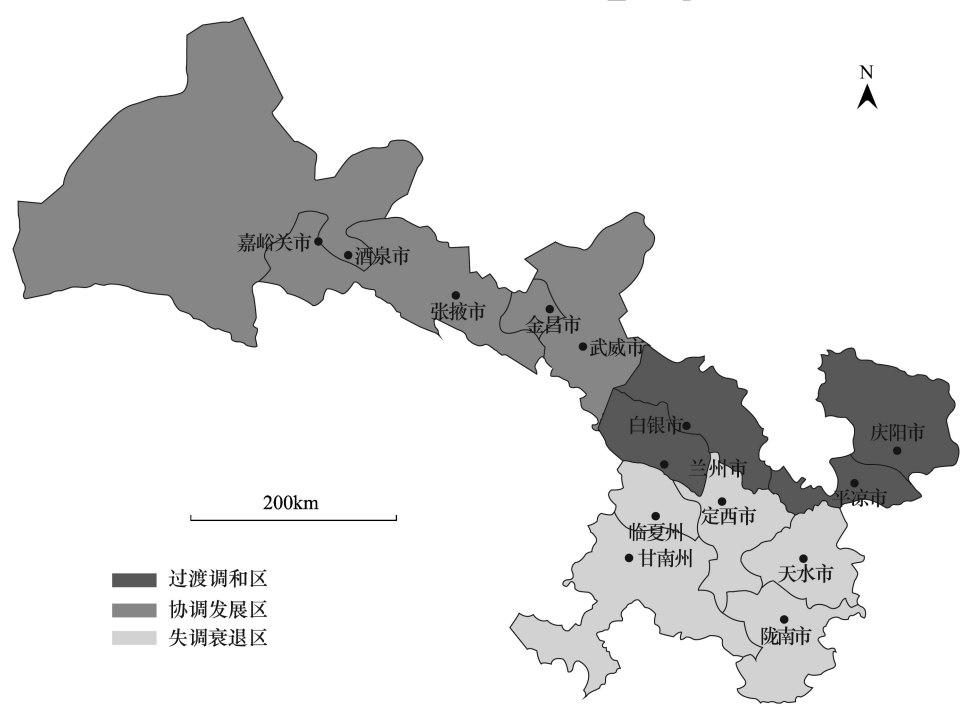 N
嘉峪关市
酒泉市
张掖市
金昌市
武威市
白银市
庆阳市
兰州市
平凉市
定西市
临夏州
甘南州
天水市
陇南市
200km
过渡调和区
协调发展区
失调衰退区